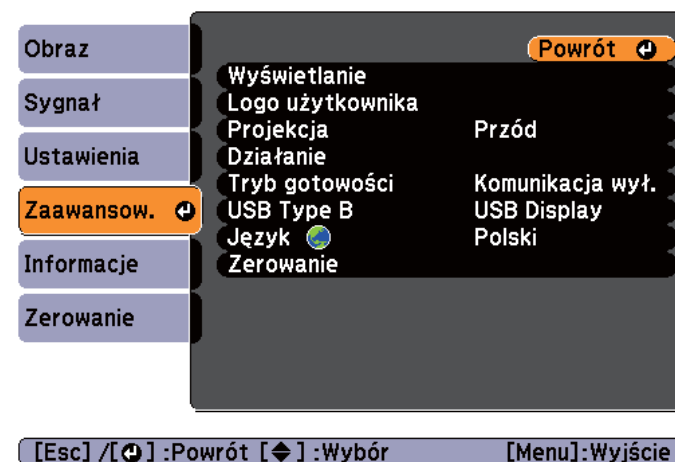 Obraz
Sygnał
Ustawienia
Zaawansow.
Informacje
Zerowanie
Powrót
Wyświetlanie
Logo użytkownika
Projekcja Przód
Działanie
Tryb gotowości Komunikacja wył.
USB Type B USB Display
Język Polski
Zerowanie
[Esc] /[ ] :Powrót [ ] :Wybór [Menu]:Wyjście